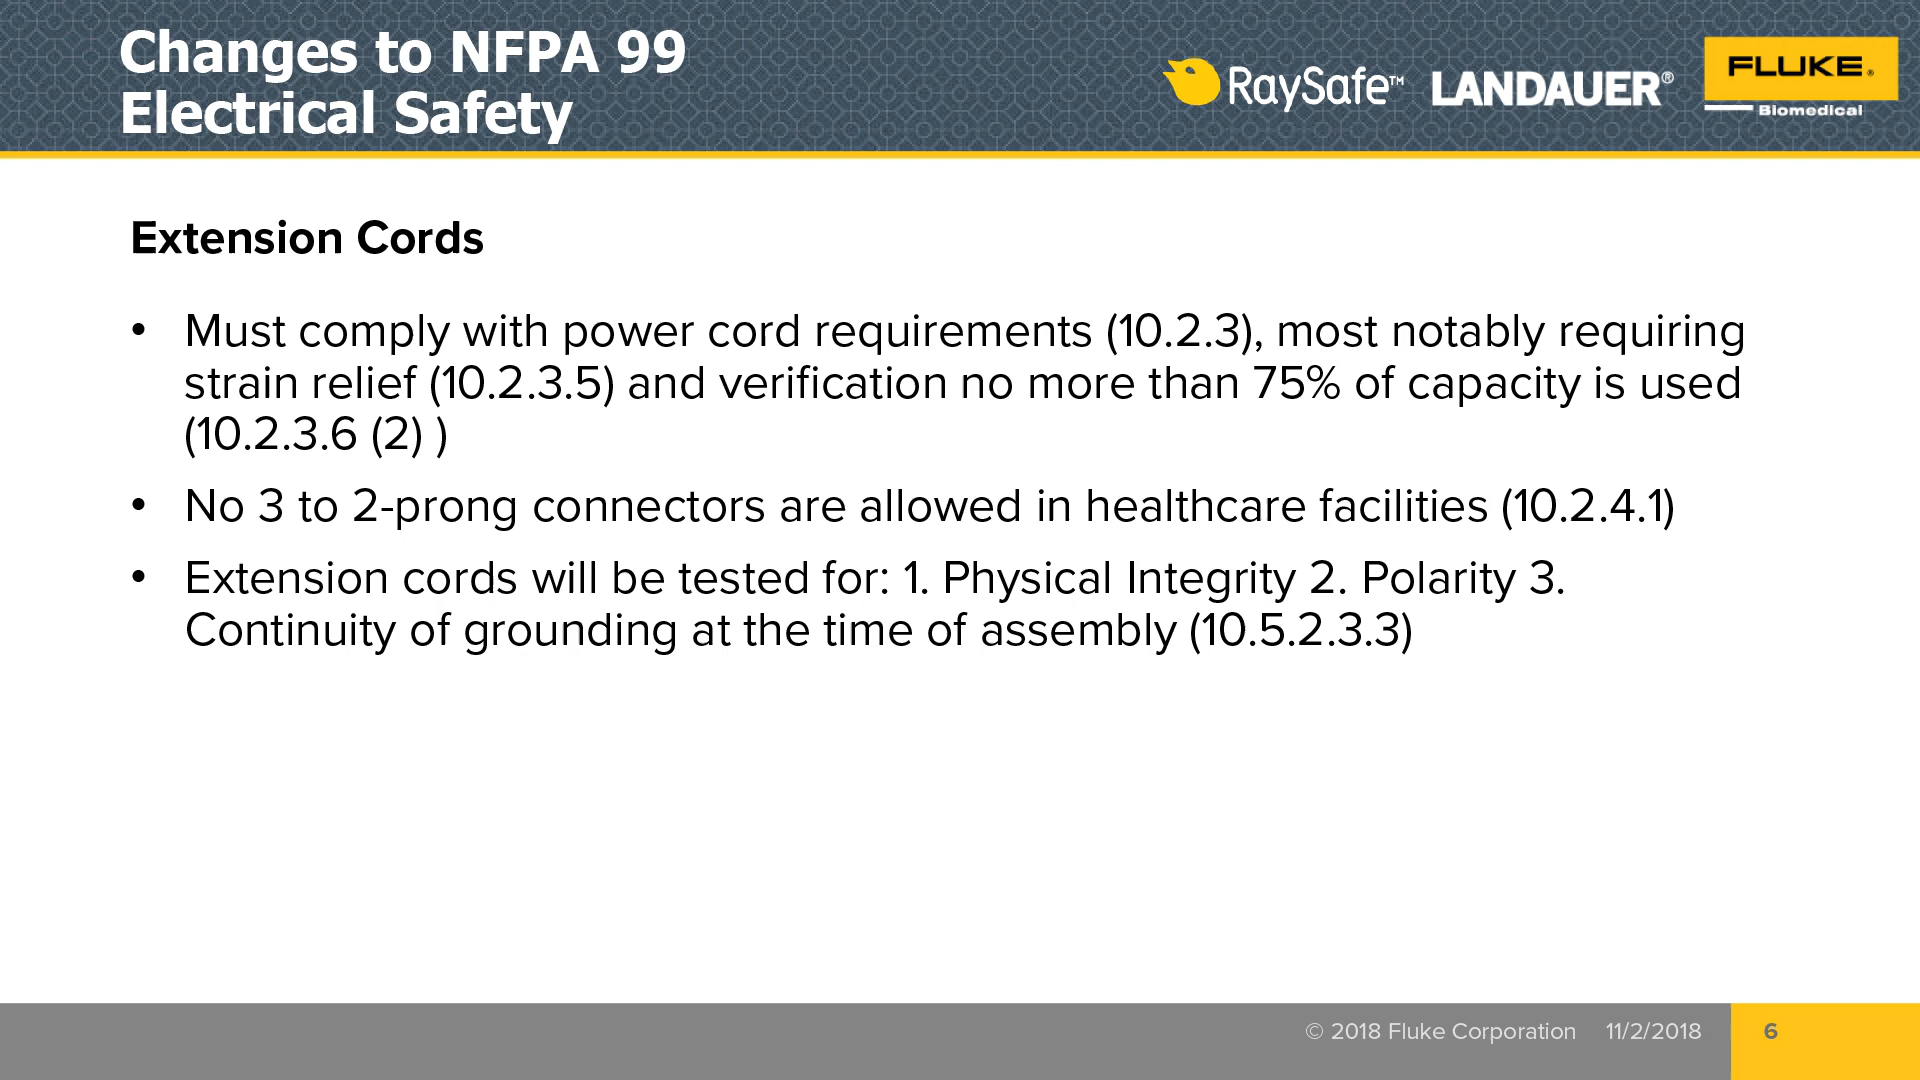 Changes to NFPA 99
Electrical Safety
RaySafe™ LANDAUER® FLUKE®
Biomedical
Extension Cords
• Must comply with power cord requirements (10.2.3), most notably requiring
strain relief (10.2.3.5) and verification no more than 75% of capacity is used
(10.2.3.6 (2) )
• No 3 to 2-prong connectors are allowed in healthcare facilities (10.2.4.1)
• Extension cords will be tested for: 1. Physical Integrity 2. Polarity 3.
Continuity of grounding at the time of assembly (10.5.2.3.3)
© 2018 Fluke Corporation 11/2/2018 6